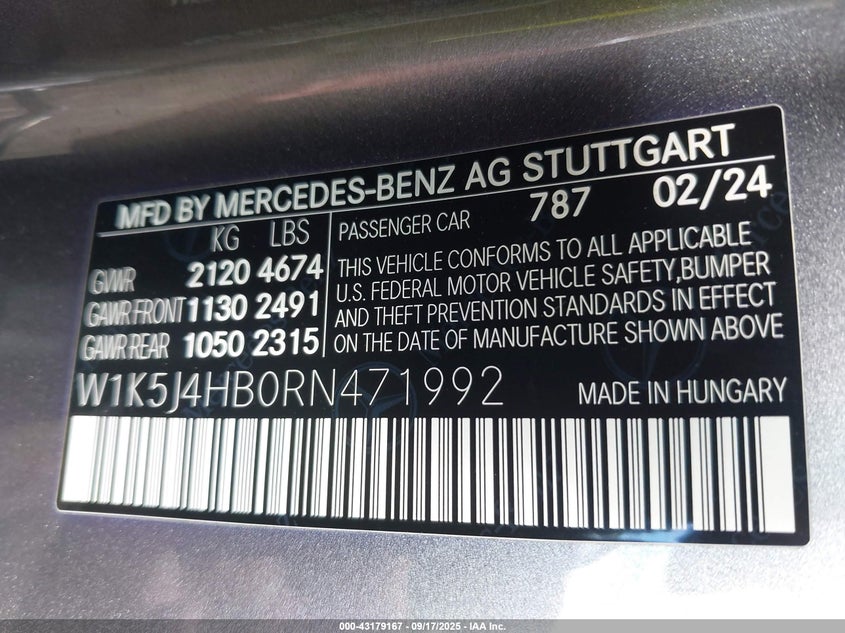 MFD BY MERCEDES-BENZ AG STUTTGART
KG LBS
GVWR 2120 4674
GAWR FRONT 1130 2491
GAWR REAR 1050 2315
PASSENGER CAR 787 02/24
THIS VEHICLE CONFORMS TO ALL APPLICABLE
U.S. FEDERAL MOTOR VEHICLE SAFETY,BUMPER
AND THEFT PREVENTION STANDARDS IN EFFECT
ON THE DATE OF MANUFACTURE SHOWN ABOVE
W1K5J4HB0RN471992 MADE IN HUNGARY
000-43179167 - 09/17/2025 - IAA Inc.